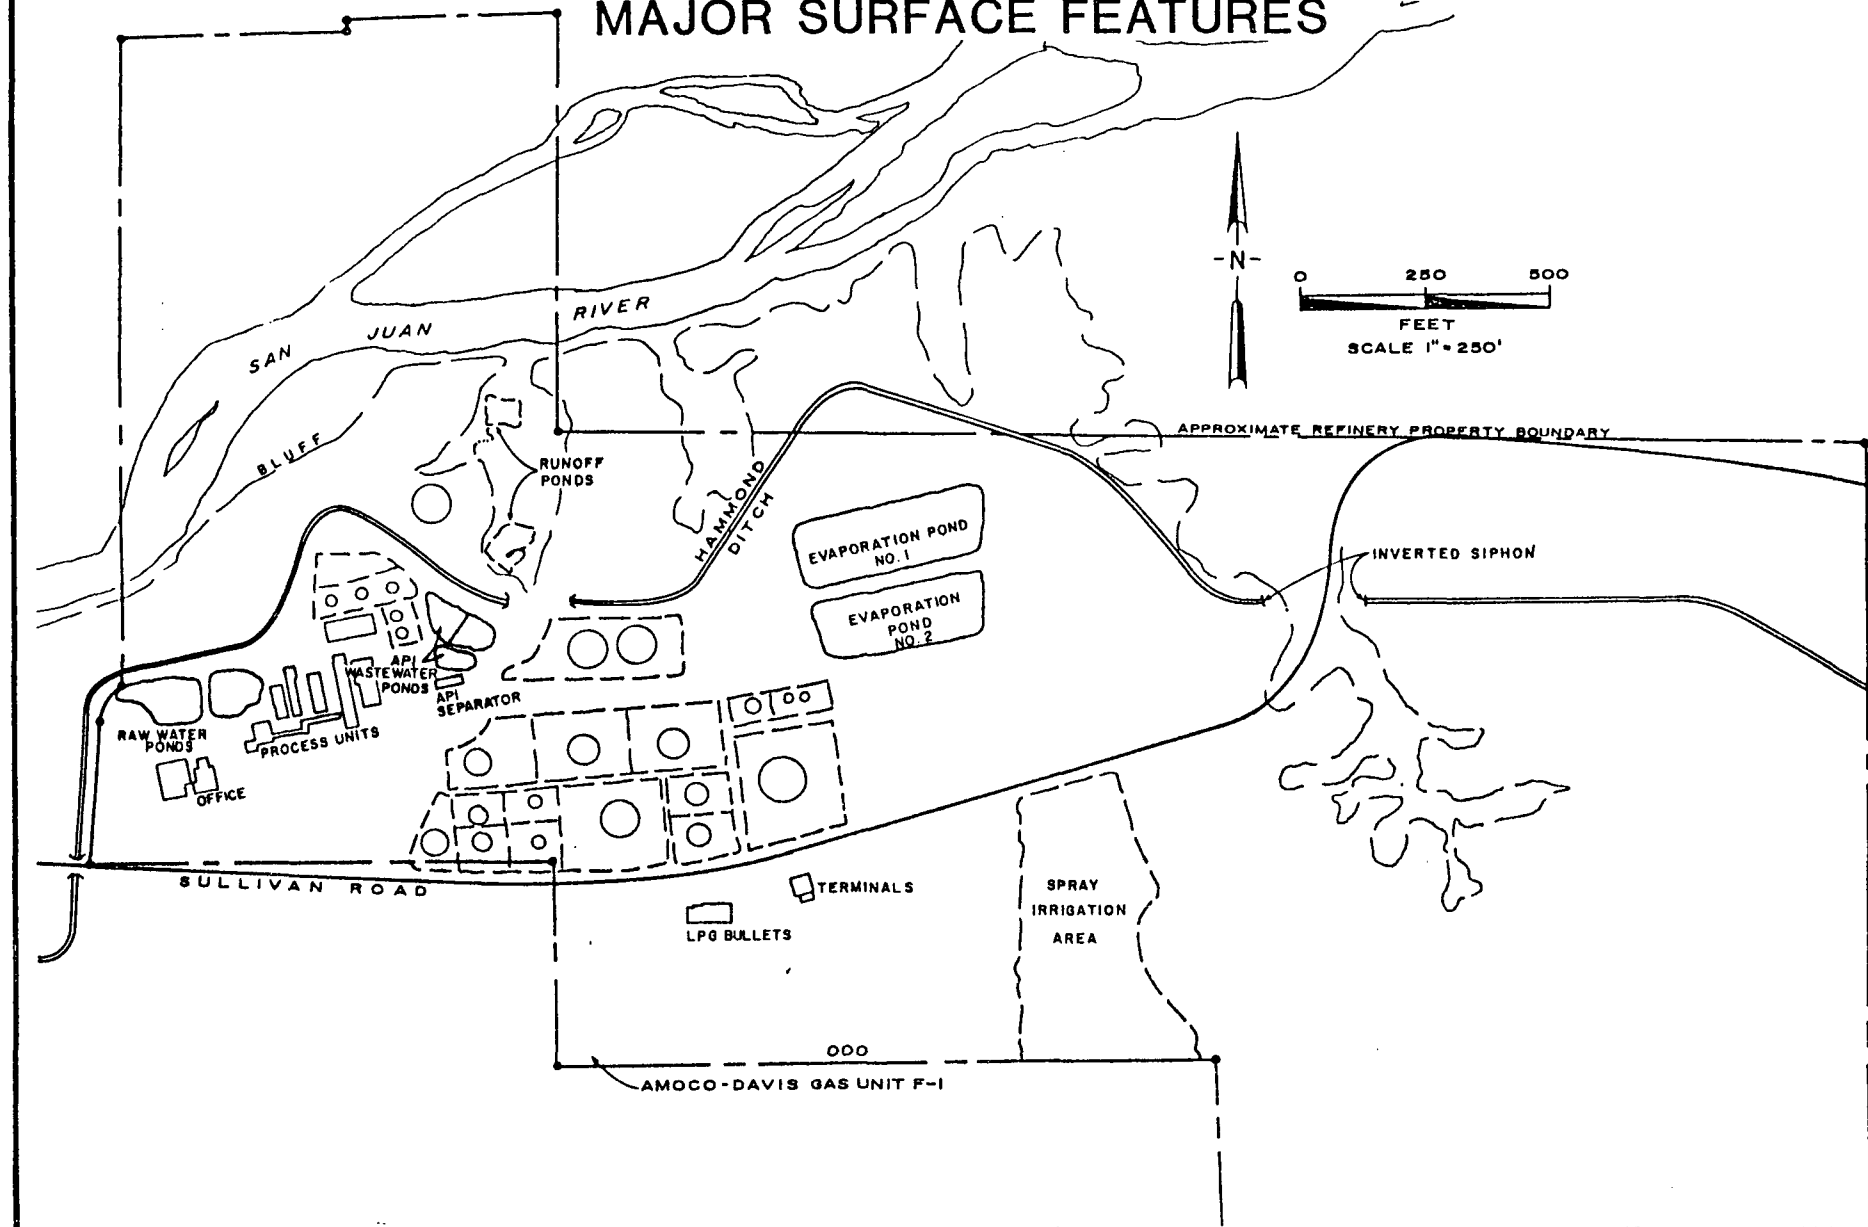 MAJOR SURFACE FEATURES
-N-
0 250 500
FEET
SCALE 1"=250'
SAN JUAN RIVER
BLUFF
RUNOFF
PONDS
HAMMOND
DITCH
APPROXIMATE REFINERY PROPERTY BOUNDARY
EVAPORATION POND
NO. 1
INVERTED SIPHON
EVAPORATION
POND
NO. 2
API
WASTEWATER
PONDS
API
SEPARATOR
RAW WATER
PONDS
PROCESS UNITS
OFFICE
SULLIVAN ROAD
TERMINALS
LPG BULLETS
SPRAY
IRRIGATION
AREA
000
AMOCO-DAVIS GAS UNIT F-1